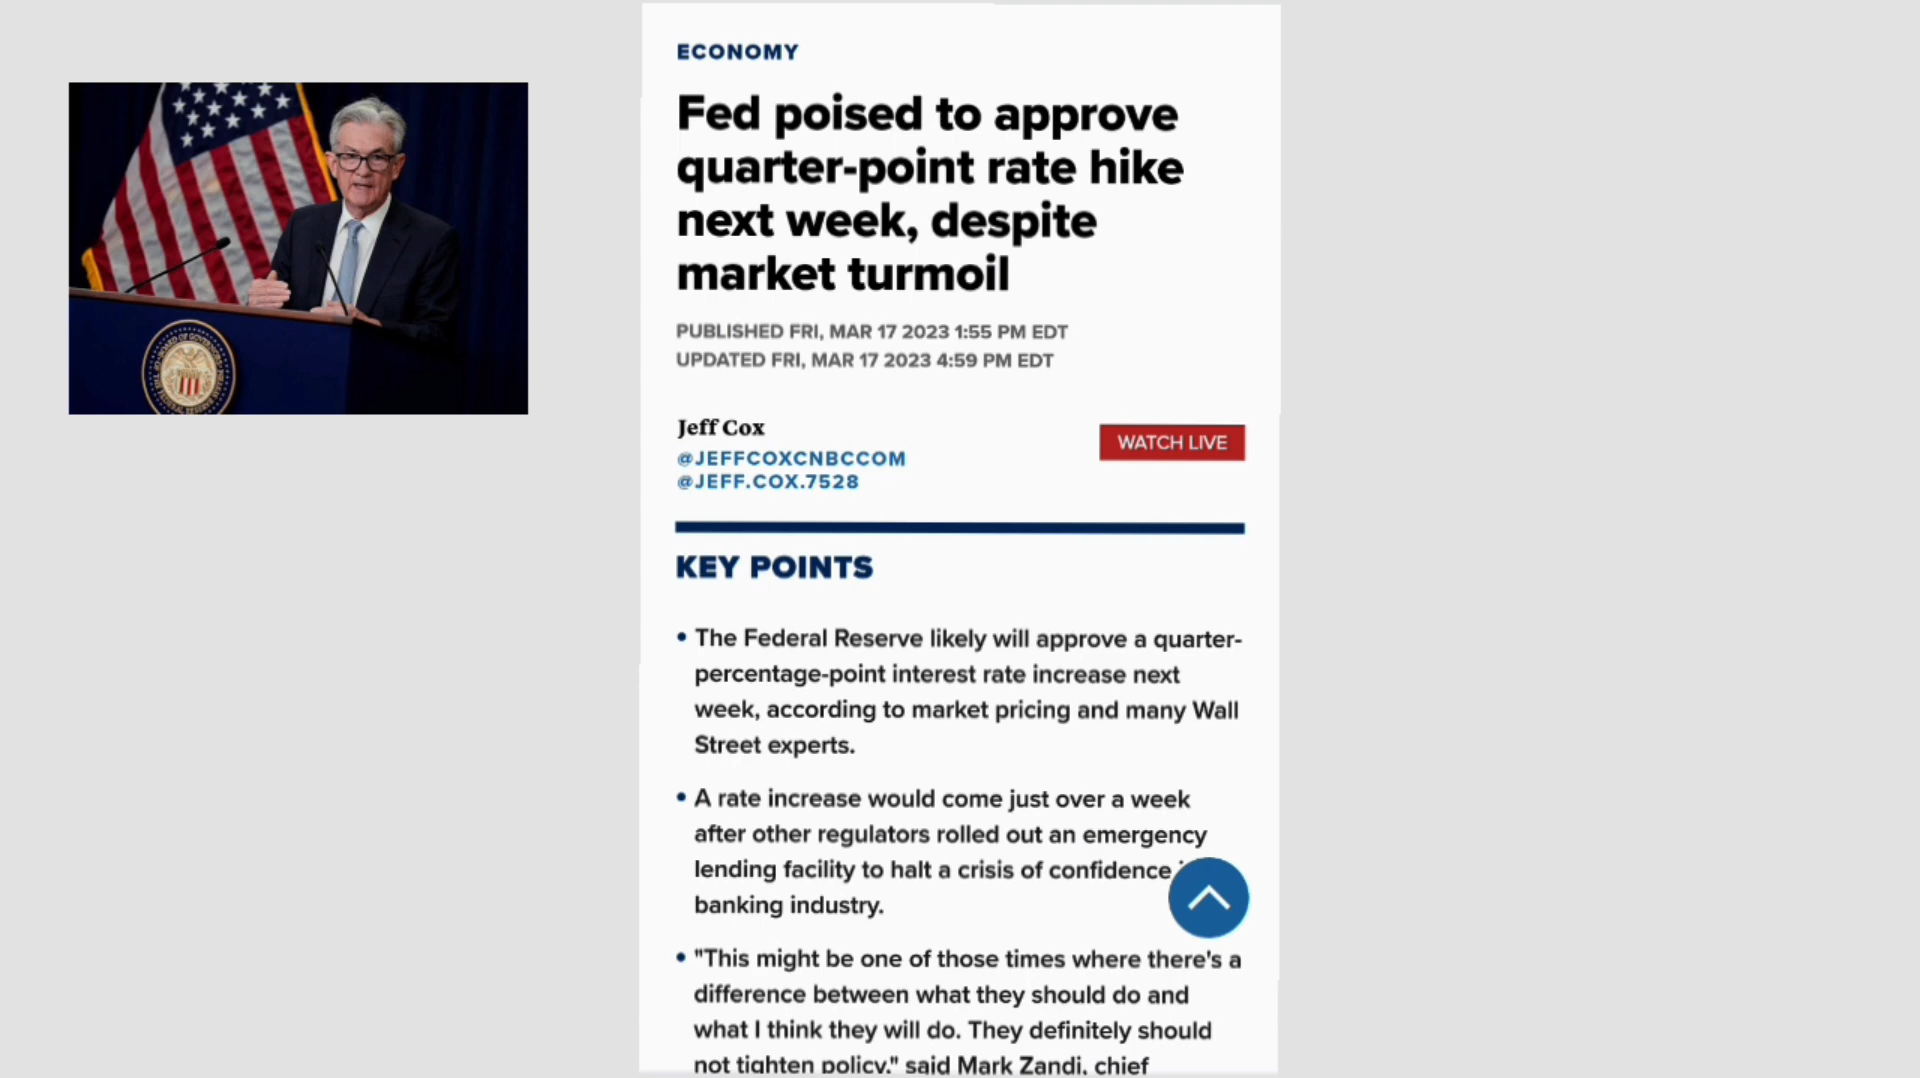 ECONOMY
Fed poised to approve
quarter-point rate hike
next week, despite
market turmoil
PUBLISHED FRI, MAR 17 2023 1:55 PM EDT
UPDATED FRI, MAR 17 2023 4:59 PM EDT
Jeff Cox
@JEFFCOXCNBCCOM
@JEFF.COX.7528
WATCH LIVE
KEY POINTS
• The Federal Reserve likely will approve a quarter-
percentage-point interest rate increase next
week, according to market pricing and many Wall
Street experts.
• A rate increase would come just over a week
after other regulators rolled out an emergency
lending facility to halt a crisis of confidence
banking industry.
• "This might be one of those times where there's a
difference between what they should do and
what I think they will do. They definitely should
not tighten policy," said Mark Zandi, chief